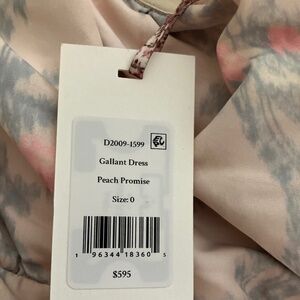 D2009-1599
Gallant Dress
Peach Promise
Size: 0
1 96344 18360 5
$595